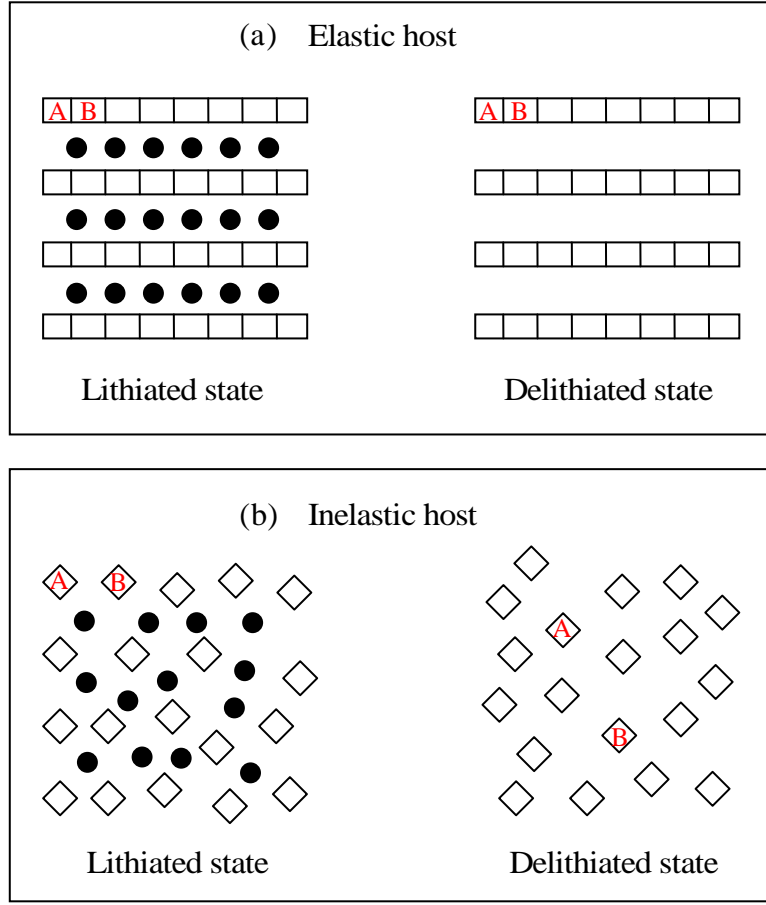 (a) Elastic host
A B
A B
Lithiated state
Delithiated state
(b) Inelastic host
A B
A
B
Lithiated state
Delithiated state